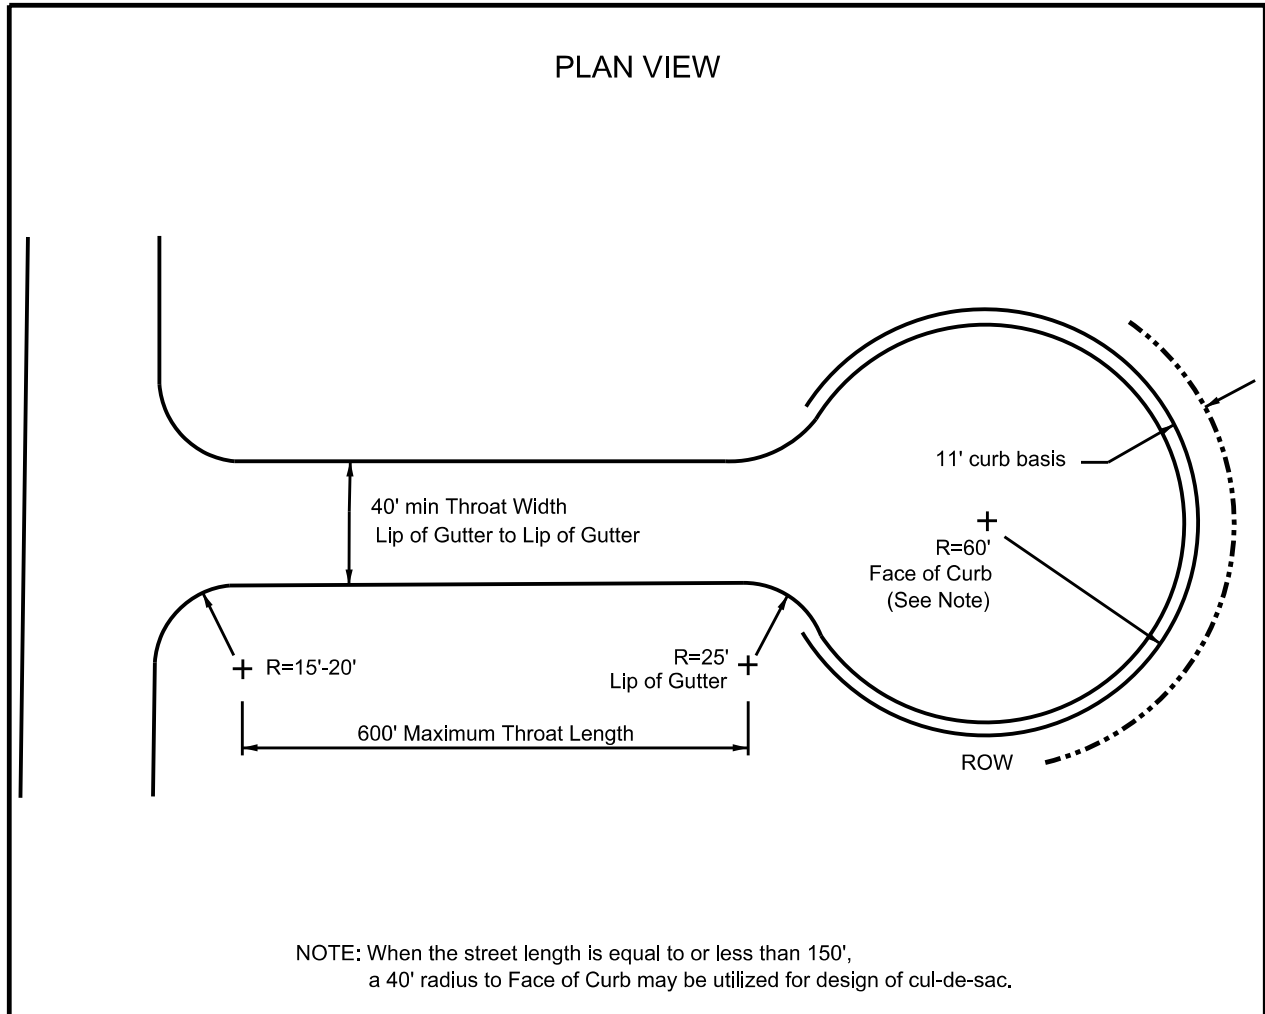 PLAN VIEW
40' min Throat Width
Lip of Gutter to Lip of Gutter
11' curb basis
R=60'
Face of Curb
(See Note)
R=15'-20'
R=25'
Lip of Gutter
600' Maximum Throat Length
ROW
NOTE: When the street length is equal to or less than 150',
a 40' radius to Face of Curb may be utilized for design of cul-de-sac.